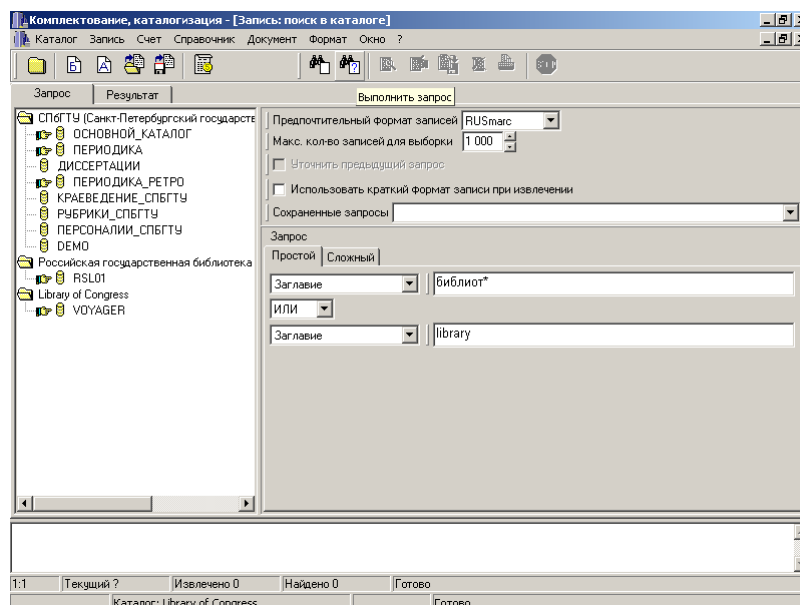 Комплектование, каталогизация - [Запись: поиск в каталоге]
Каталог Запись Счет Справочник Документ Формат Окно ?
Запрос Результат
Выполнить запрос
СПбГТУ (Санкт-Петербургский государств
ОСНОВНОЙ_КАТАЛОГ
ПЕРИОДИКА
ДИССЕРТАЦИИ
ПЕРИОДИКА_РЕТРО
КРАЕВЕДЕНИЕ_СПБГТУ
РУБРИКИ_СПБГТУ
ПЕРСОНАЛИИ_СПБГТУ
DEMO
Российская государственная библиотека
RSL01
Library of Congress
VOYAGER
Предпочтительный формат записей RUSmarc
Макс. кол-во записей для выборки 1 000
Уточнить предыдущий запрос
Использовать краткий формат записи при извлечении
Сохраненные запросы
Запрос
Простой Сложный
Заглавие библиот*
ИЛИ
Заглавие library
1:1 Текущий ? Извлечено 0 Найдено 0 Готово
Каталог: Library of Congress Готово